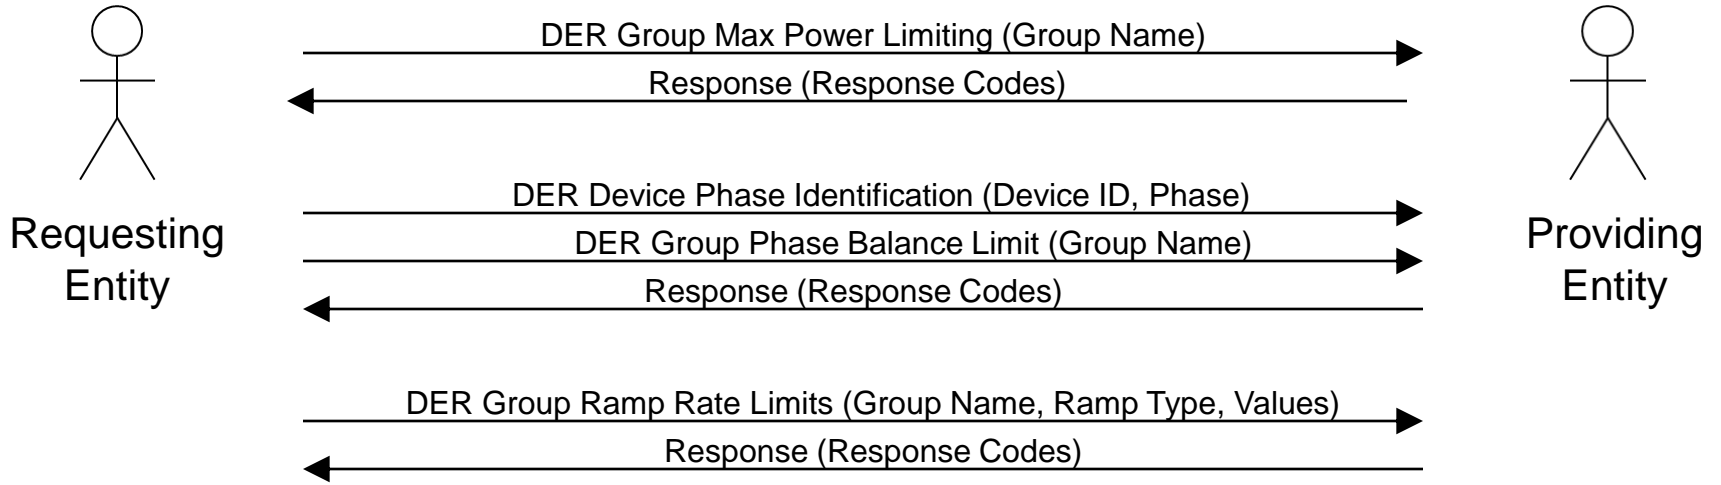 DER Group Max Power Limiting (Group Name)
Response (Response Codes)
DER Device Phase Identification (Device ID, Phase)
DER Group Phase Balance Limit (Group Name)
Response (Response Codes)
DER Group Ramp Rate Limits (Group Name, Ramp Type, Values)
Response (Response Codes)
Requesting
Entity
Providing
Entity